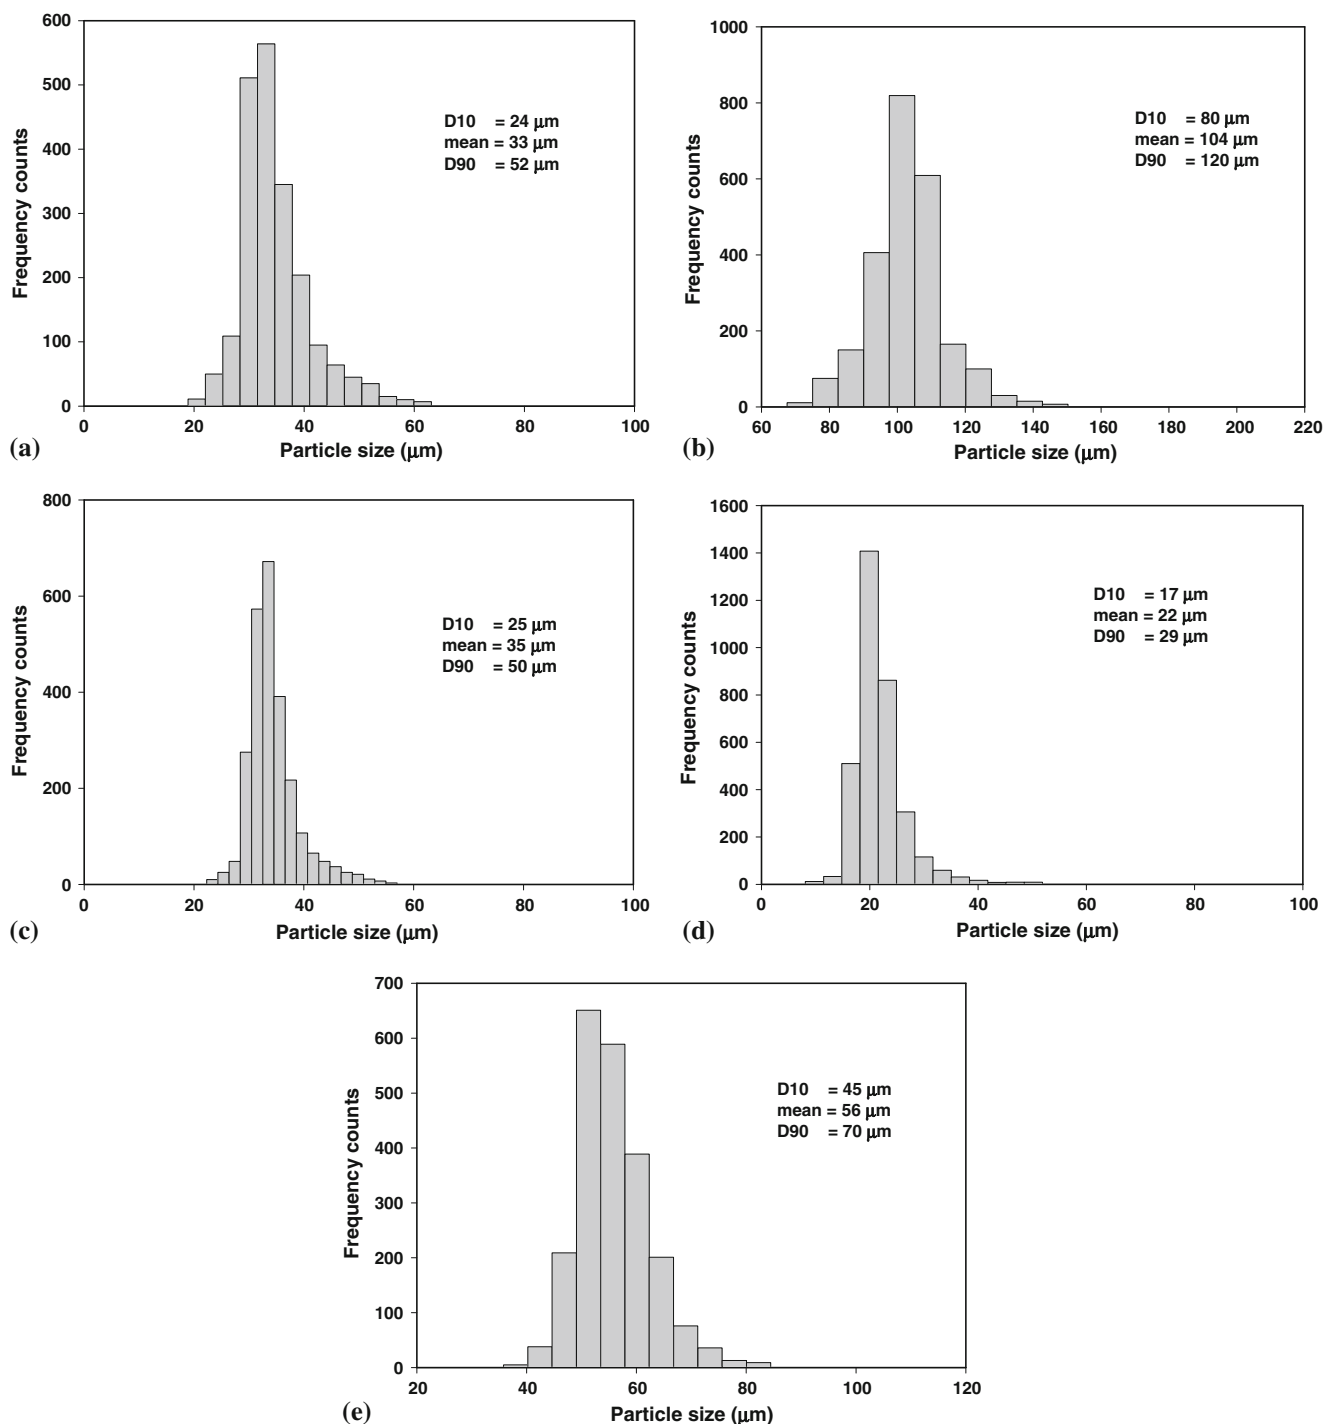 600
500
400
300
200
100
0
Frequency counts
D10 = 24 μm
mean = 33 μm
D90 = 52 μm
0 20 40 60 80 100
Particle size (μm)
(a)
1000
800
600
400
200
0
Frequency counts
D10 = 80 μm
mean = 104 μm
D90 = 120 μm
60 80 100 120 140 160 180 200 220
Particle size (μm)
(b)
800
600
400
200
0
Frequency counts
D10 = 25 μm
mean = 35 μm
D90 = 50 μm
0 20 40 60 80 100
Particle size (μm)
(c)
1600
1400
1200
1000
800
600
400
200
0
Frequency counts
D10 = 17 μm
mean = 22 μm
D90 = 29 μm
0 20 40 60 80 100
Particle size (μm)
(d)
700
600
500
400
300
200
100
0
Frequency counts
D10 = 45 μm
mean = 56 μm
D90 = 70 μm
20 40 60 80 100 120
Particle size (μm)
(e)